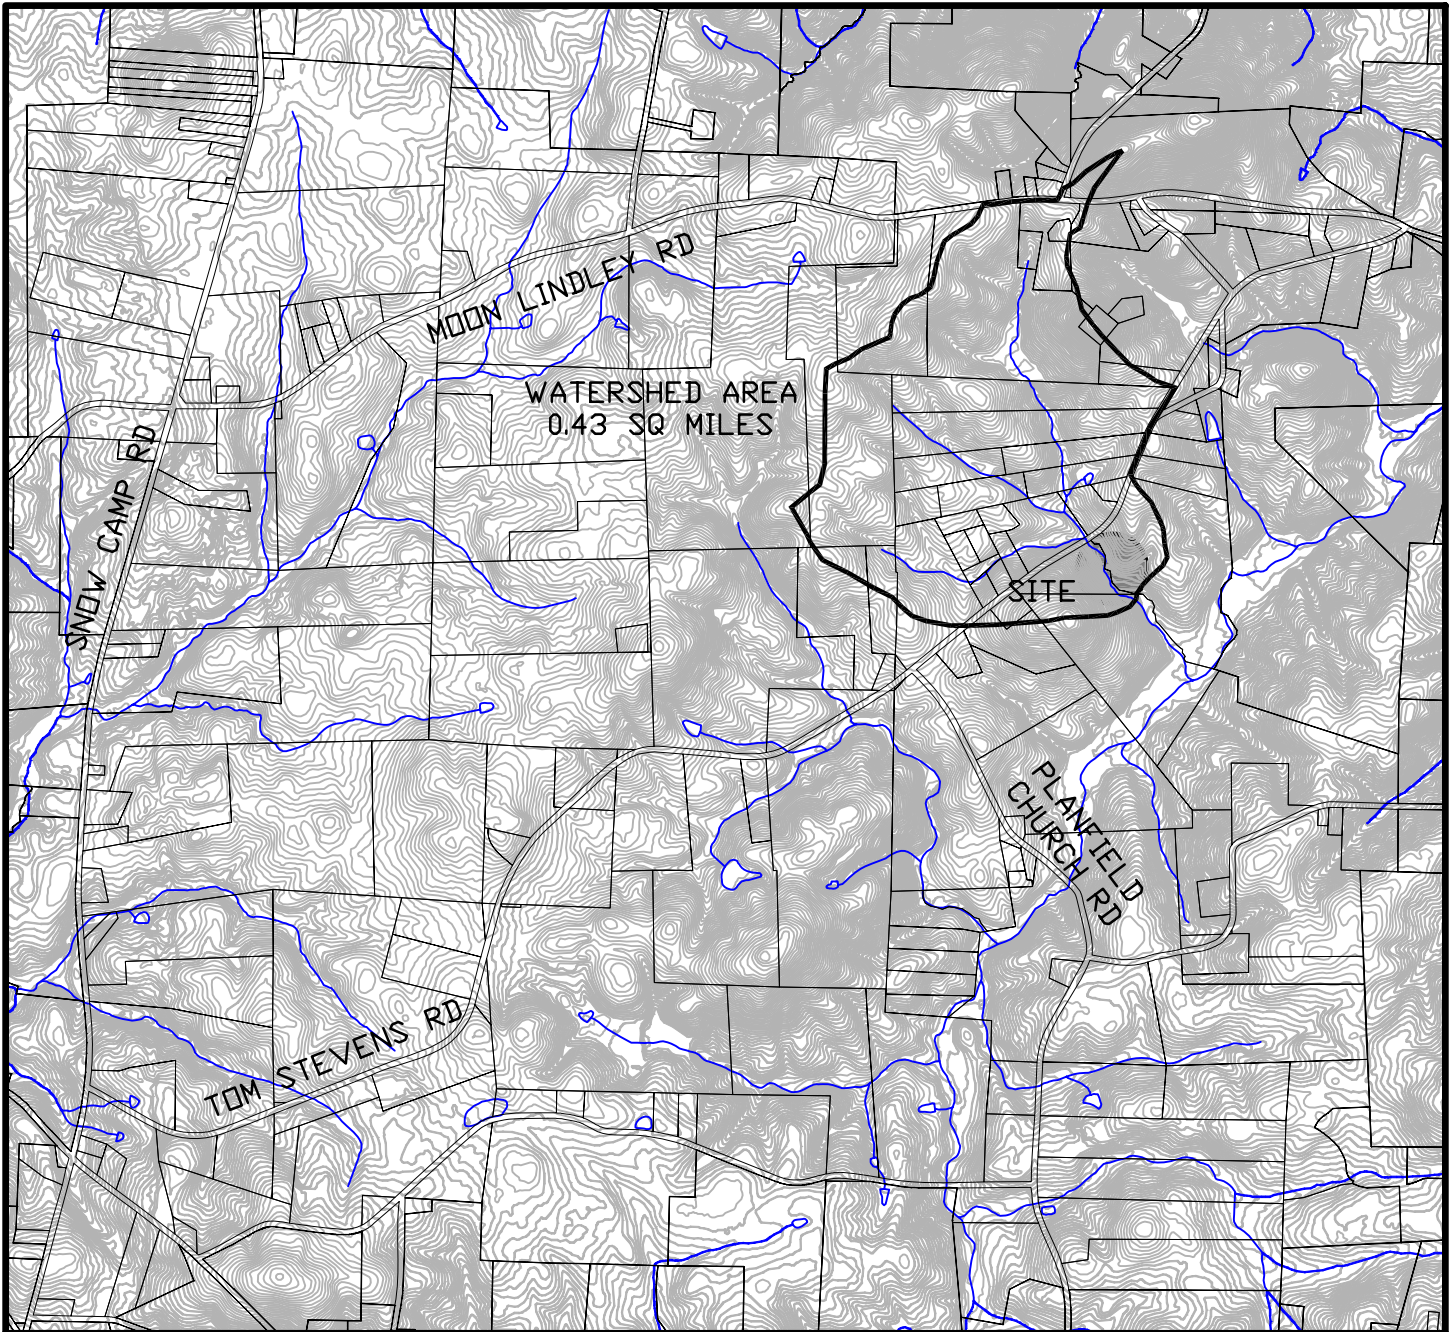 MOON LINDLEY RD
WATERSHED AREA
0.43 SQ MILES
SNOW CAMP RD
SITE
PLANFIELD
CHURCH RD
TOM STEVENS RD